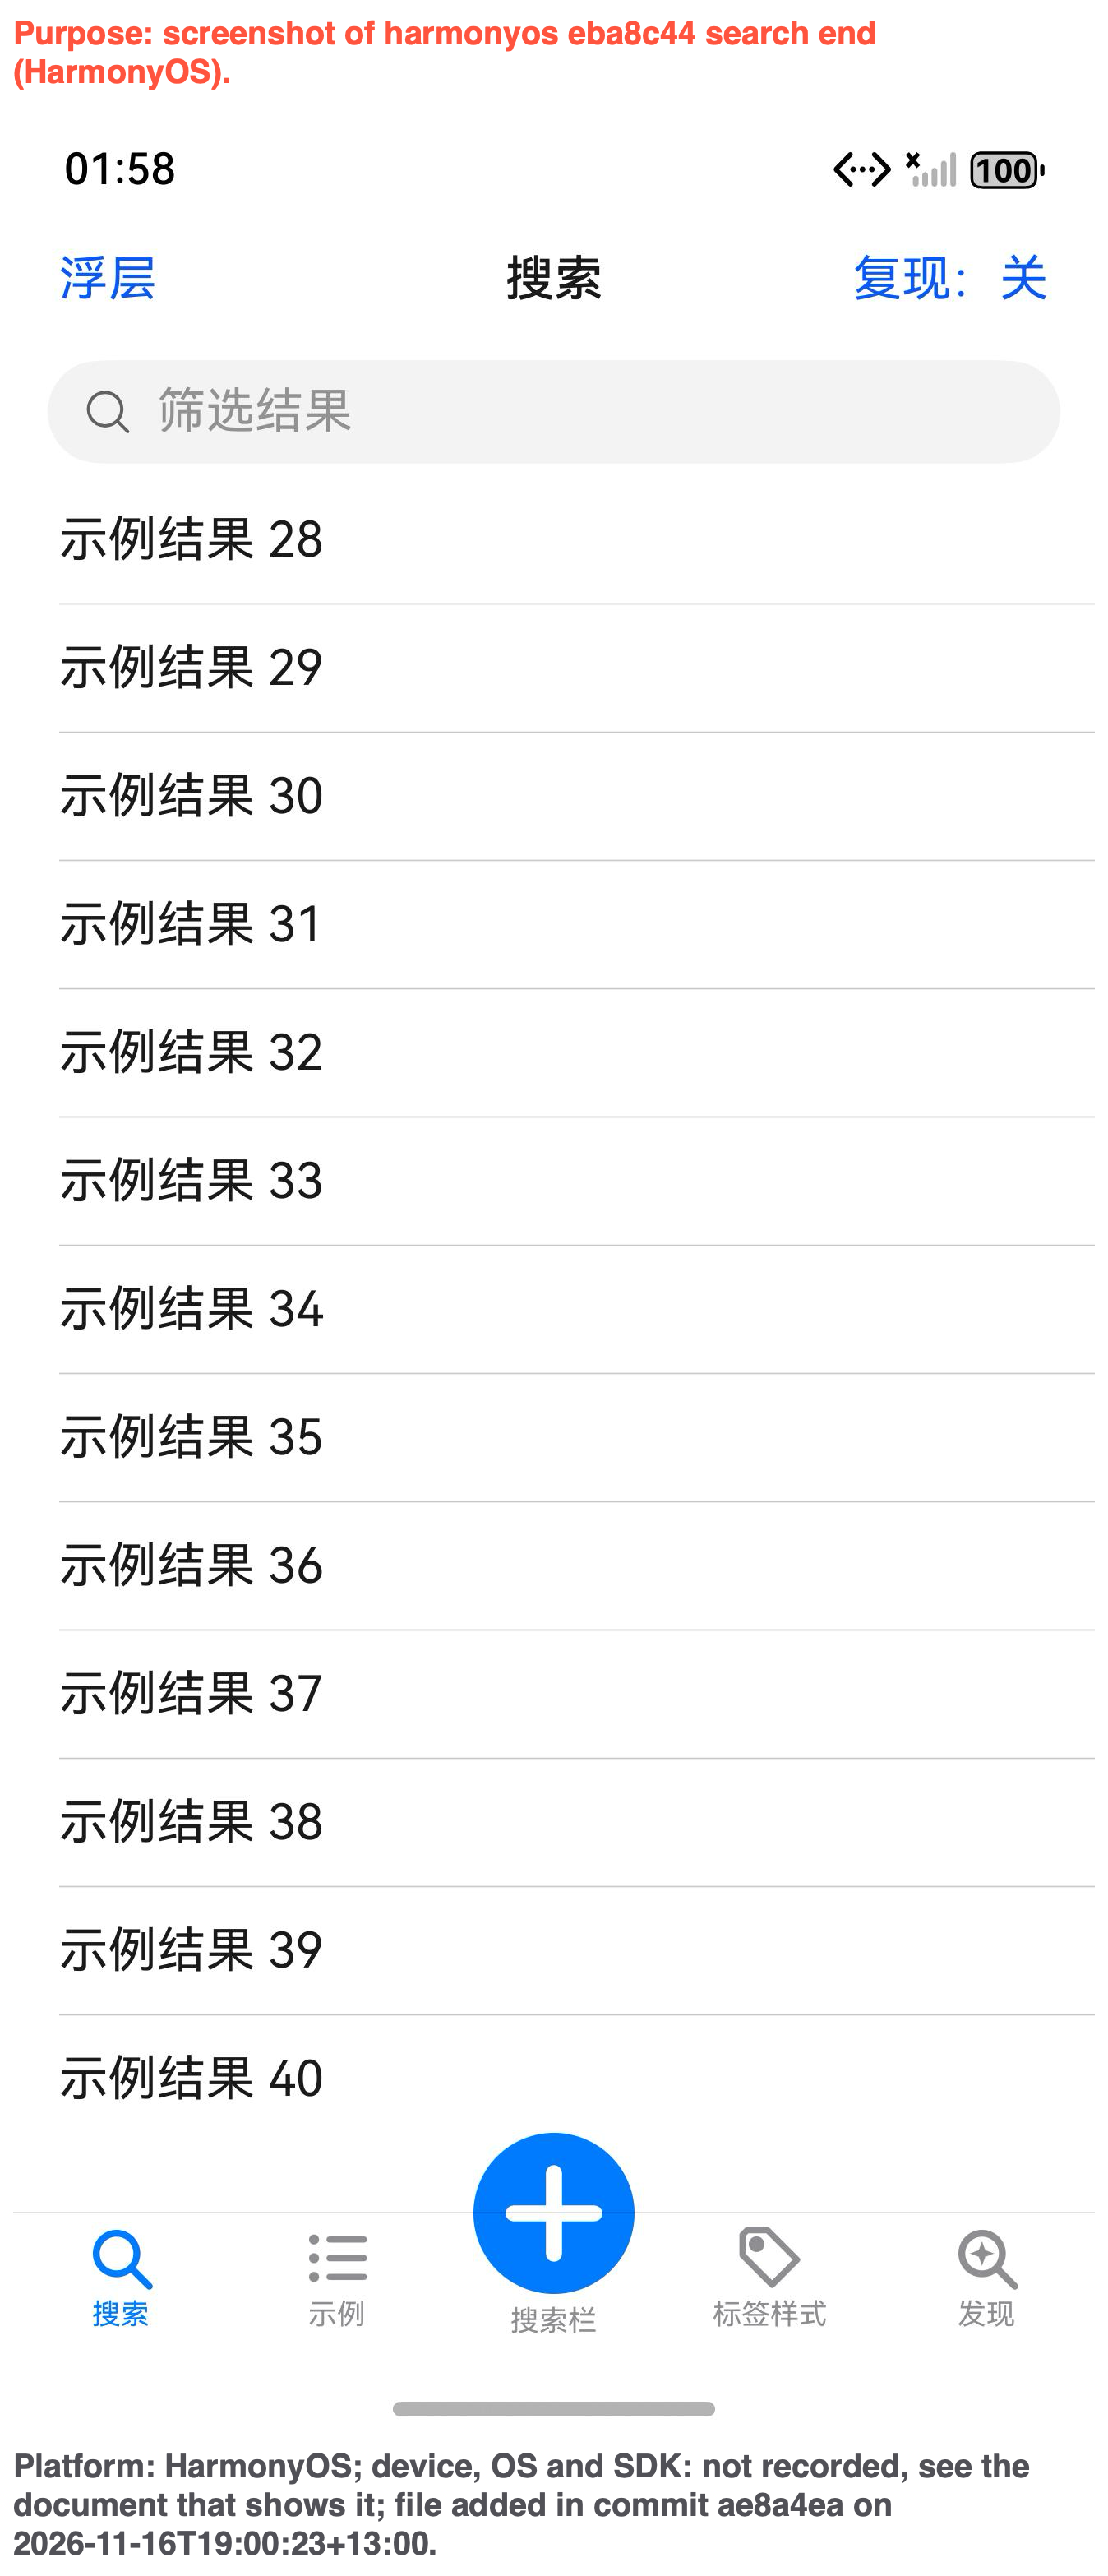 Purpose: screenshot of harmonyos eba8c44 search end
(HarmonyOS).
01:58
100
浮层
搜索
复现：关
筛选结果
示例结果 28
示例结果 29
示例结果 30
示例结果 31
示例结果 32
示例结果 33
示例结果 34
示例结果 35
示例结果 36
示例结果 37
示例结果 38
示例结果 39
示例结果 40
搜索
示例
搜索栏
标签样式
发现
Platform: HarmonyOS; device, OS and SDK: not recorded, see the
document that shows it; file added in commit ae8a4ea on
2026-11-16T19:00:23+13:00.